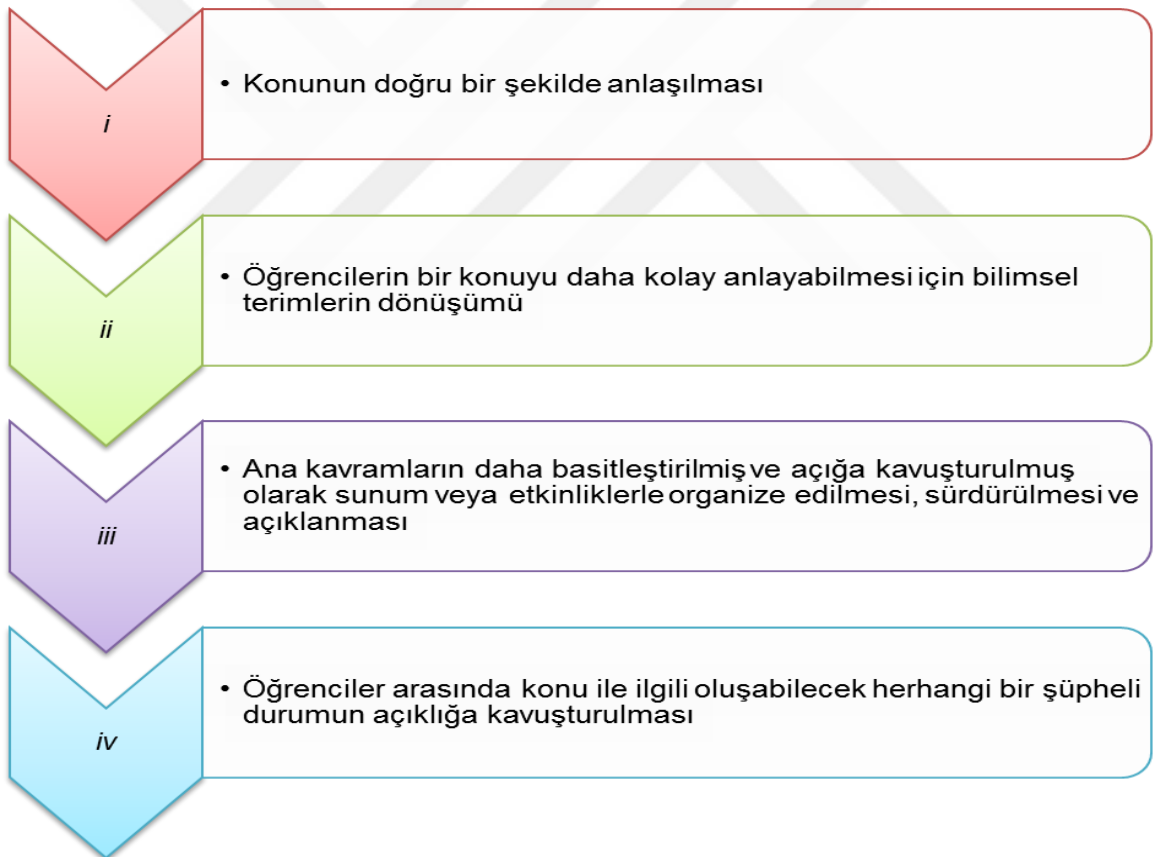 i
• Konunun doğru bir şekilde anlaşılması
ii
• Öğrencilerin bir konuyu daha kolay anlayabilmesi için bilimsel
terimlerin dönüşümü
iii
• Ana kavramların daha basitleştirilmiş ve açığa kavuşturulmuş
olarak sunum veya etkinliklerle organize edilmesi, sürdürülmesi ve
açıklanması
iv
• Öğrenciler arasında konu ile ilgili oluşabilecek herhangi bir şüpheli
durumun açıklığa kavuşturulması